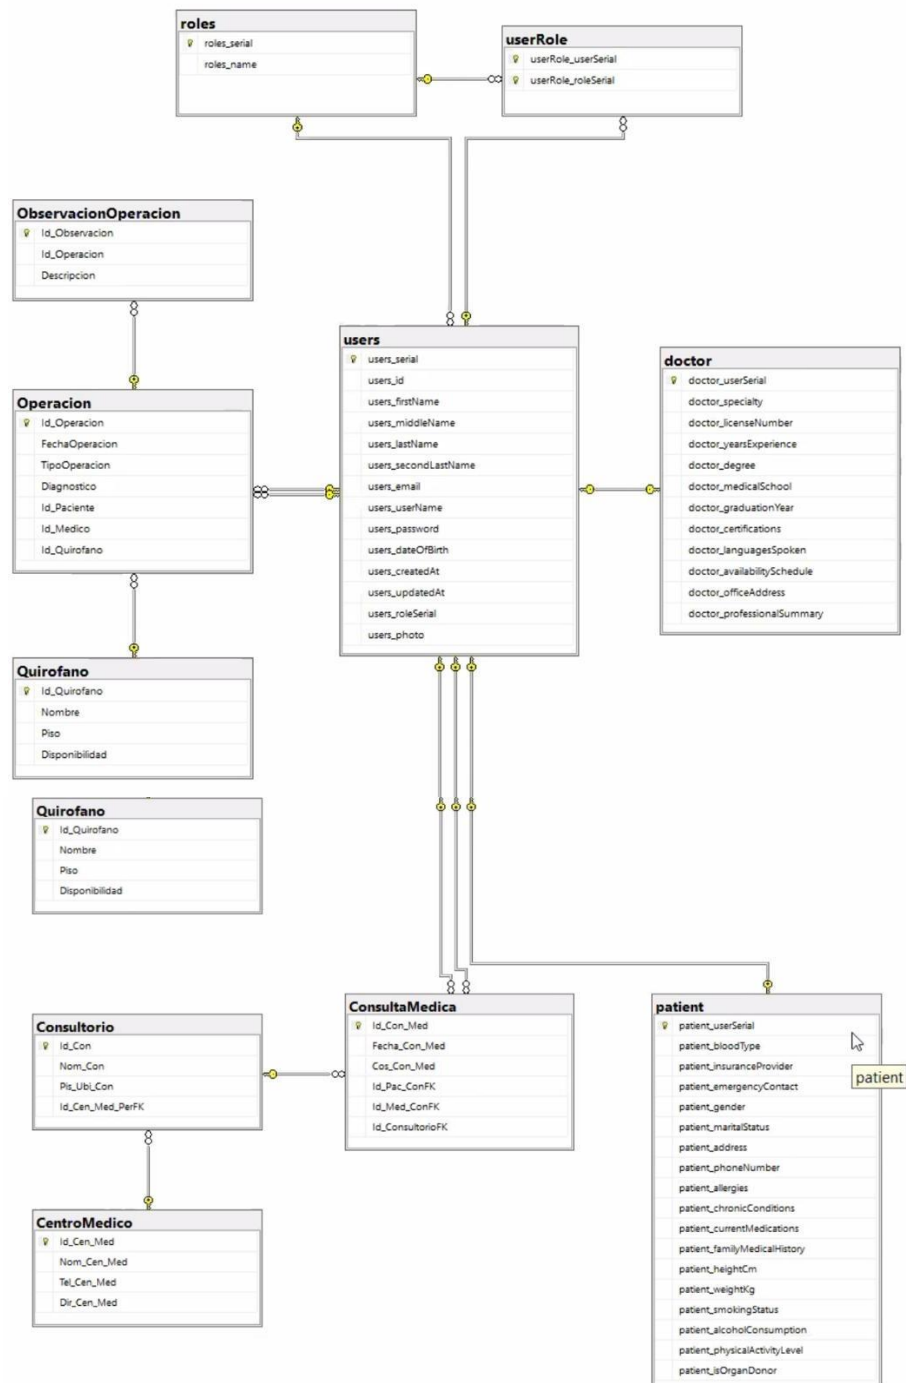 roles
roles_serial
roles_name
userRole
userRole_userSerial
userRole_roleSerial
ObservacionOperacion
Id_Observacion
Id_Operacion
Descripcion
Operacion
Id_Operacion
FechaOperacion
TipoOperacion
Diagnostico
Id_Paciente
Id_Medico
Id_Quirofano
users
users_serial
users_id
users_firstName
users_middleName
users_lastName
users_secondLastName
users_email
users_userName
users_password
users_dateOfBirth
users_createdAt
users_updatedAt
users_roleSerial
users_photo
doctor
doctor_userSerial
doctor_specialty
doctor_licenseNumber
doctor_yearsExperience
doctor_degree
doctor_medicalSchool
doctor_graduationYear
doctor_certifications
doctor_languagesSpoken
doctor_availabilitySchedule
doctor_officeAddress
doctor_professionalSummary
Quirofano
Id_Quirofano
Nombre
Piso
Disponibilidad
Quirofano
Id_Quirofano
Nombre
Piso
Disponibilidad
Consultorio
Id_Con
Nom_Con
Pis_Ubi_Con
Id_Cen_Med_PerFK
ConsultaMedica
Id_Con_Med
Fecha_Con_Med
Cos_Con_Med
Id_Pac_ConFK
Id_Med_ConFK
Id_ConsultorioFK
patient
patient_userSerial
patient_bloodType
patient_insuranceProvider
patient_emergencyContact
patient_gender
patient_maritalStatus
patient_address
patient_phoneNumber
patient_allergies
patient_chronicConditions
patient_currentMedications
patient_familyMedicalHistory
patient_heightCm
patient_weightKg
patient_smokingStatus
patient_alcoholConsumption
patient_physicalActivityLevel
patient_isOrganDonor
patient
CentroMedico
Id_Cen_Med
Nom_Cen_Med
Tel_Cen_Med
Dir_Cen_Med